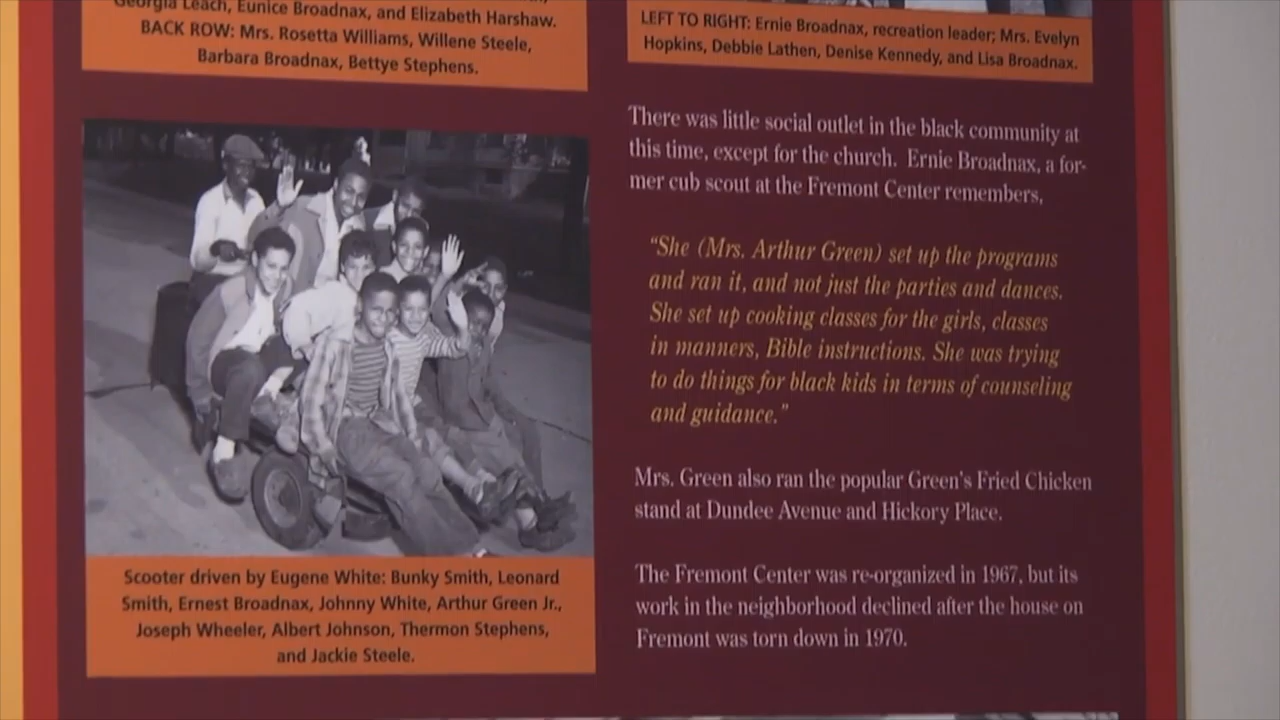 Georgia Leach, Eunice Broadnax, and Elizabeth Harshaw.
BACK ROW: Mrs. Rosetta Williams, Willene Steele,
Barbara Broadnax, Bettye Stephens.
Scooter driven by Eugene White: Bunky Smith, Leonard
Smith, Ernest Broadnax, Johnny White, Arthur Green Jr.,
Joseph Wheeler, Albert Johnson, Thermon Stephens,
and Jackie Steele.
LEFT TO RIGHT: Ernie Broadnax, recreation leader; Mrs. Evelyn
Hopkins, Debbie Lathen, Denise Kennedy, and Lisa Broadnax.
There was little social outlet in the black community at
this time, except for the church. Ernie Broadnax, a for-
mer cub scout at the Fremont Center remembers,
“She (Mrs. Arthur Green) set up the programs
and ran it, and not just the parties and dances.
She set up cooking classes for the girls, classes
in manners, Bible instructions. She was trying
to do things for black kids in terms of counseling
and guidance.”
Mrs. Green also ran the popular Green's Fried Chicken
stand at Dundee Avenue and Hickory Place.
The Fremont Center was re-organized in 1967, but its
work in the neighborhood declined after the house on
Fremont was torn down in 1970.